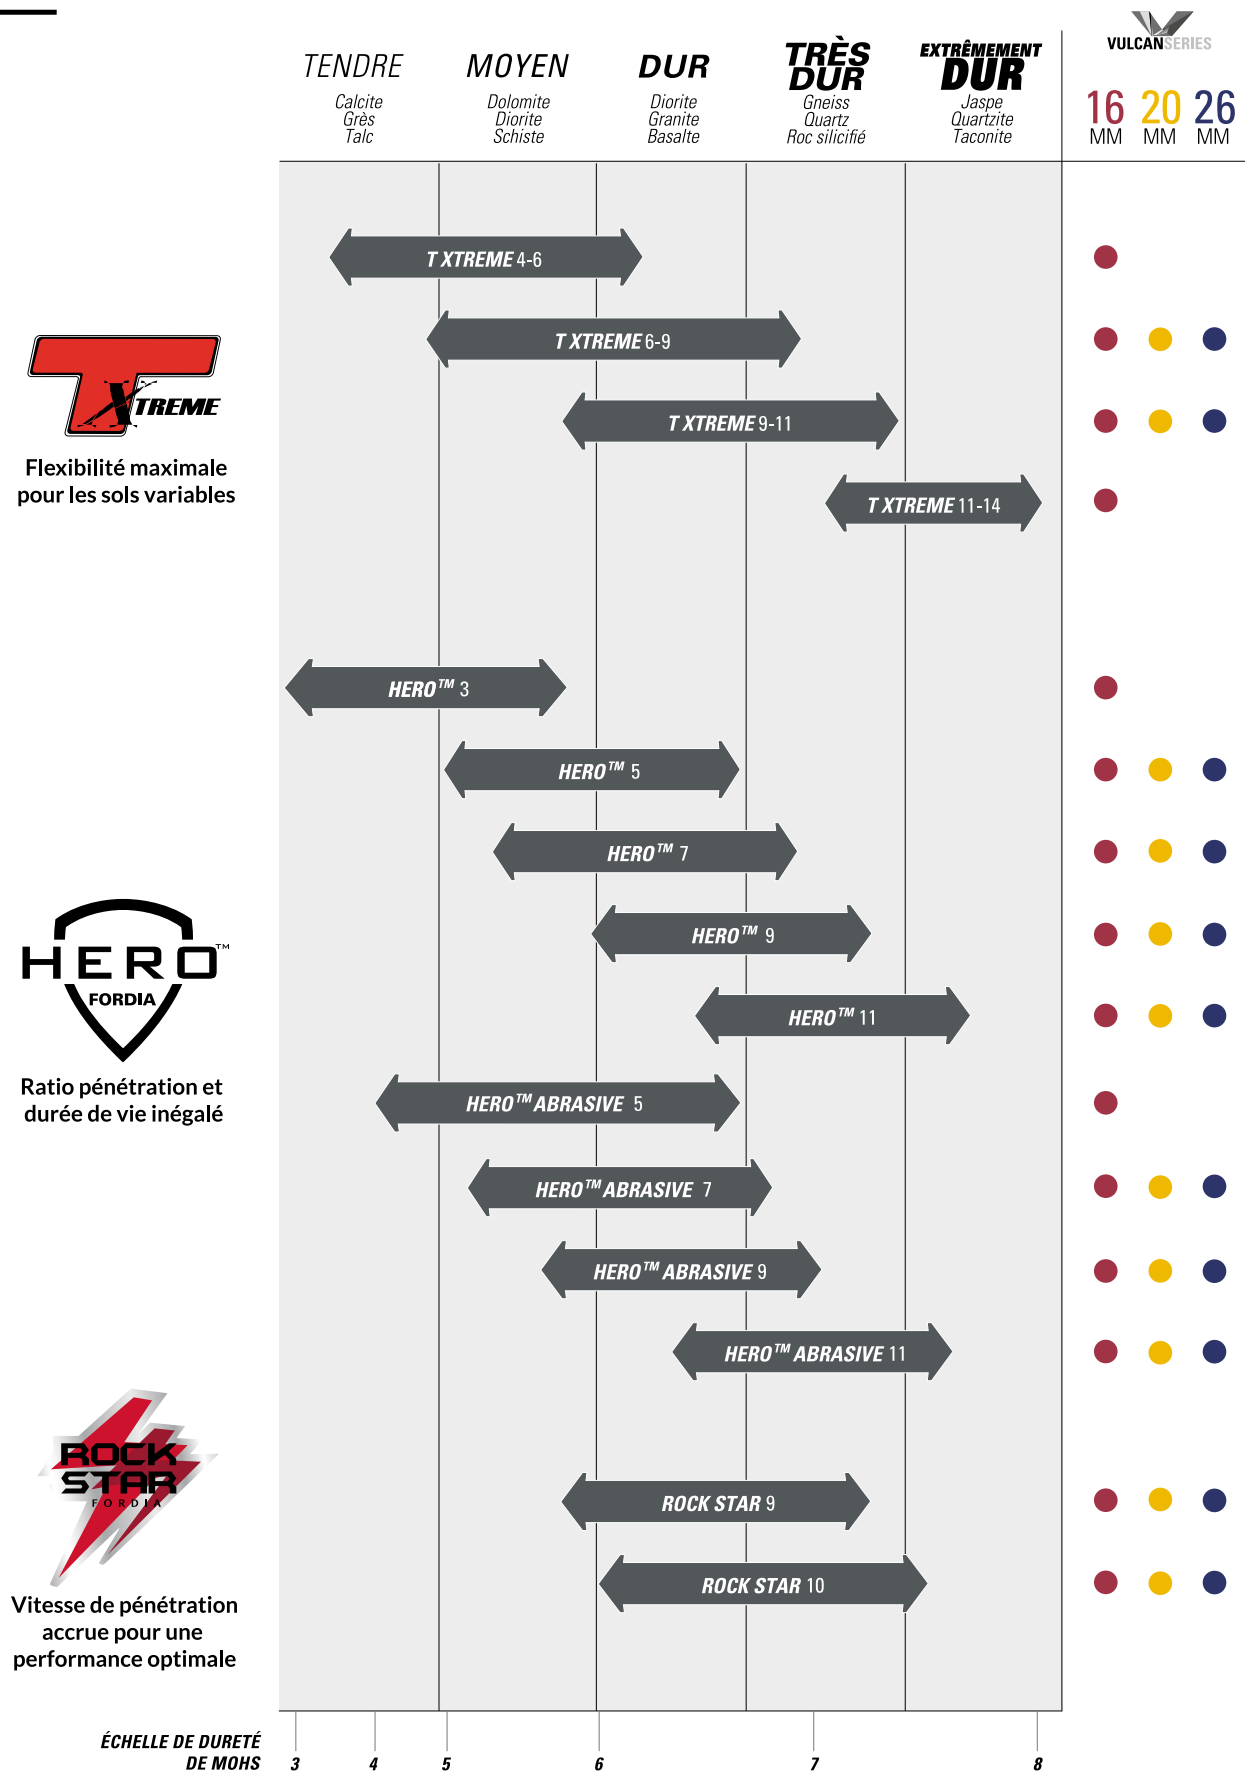 VULCANSERIES
TENDRE
Calcite
Grès
Talc
MOYEN
Dolomite
Diorite
Schiste
DUR
Diorite
Granite
Basalte
TRÈS
DUR
Gneiss
Quartz
Roc silicifié
EXTRÊMEMENT
DUR
Jaspe
Quartzite
Taconite
16 20 26
MM MM MM
T XTREME 4-6
T XTREME 6-9
T XTREME 9-11
T XTREME 11-14
T XTREME
Flexibilité maximale
pour les sols variables
HERO™ 3
HERO™ 5
HERO™ 7
HERO™ 9
HERO™ 11
HERO™ ABRASIVE 5
HERO™ ABRASIVE 7
HERO™ ABRASIVE 9
HERO™ ABRASIVE 11
HERO™
FORDIA
Ratio pénétration et
durée de vie inégalé
ROCK
STAR
FORDIA
Vitesse de pénétration
accrue pour une
performance optimale
ROCK STAR 9
ROCK STAR 10
ÉCHELLE DE DURETÉ
DE MOHS
3 4 5 6 7 8